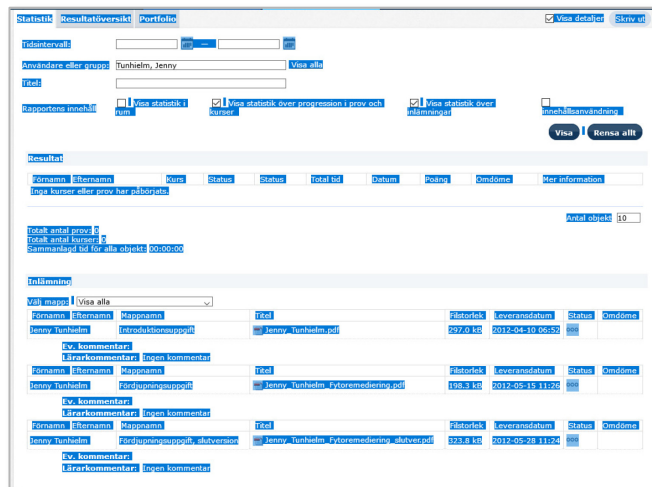 Statistik Resultatöversikt Portfolio Visa detaljer Skriv ut
Tidsintervall: —
Användare eller grupp: Tunhielm, Jenny Visa alla
Titel:
Rapportens innehåll Visa statistik i rum Visa statistik över progression i prov och kurser Visa statistik över inlämningar innehållsanvändning
Visa Rensa allt
Resultat
Förnamn Efternamn Kurs Status Status Total tid Datum Poäng Omdöme Mer information
Inga kurser eller prov har påbörjats.
Antal objekt 10
Totalt antal prov: 0
Totalt antal kurser: 0
Sammanlagd tid för alla objekt: 00:00:00
Inlämning
Välj mapp: Visa alla
Förnamn Efternamn Mappnamn Titel Filstorlek Leveransdatum Status Omdöme
Jenny Tunhielm Introduktionsuppgift Jenny_Tunhielm.pdf 297.0 kB 2012-04-10 06:52
Ev. kommentar:
Lärarkommentar: Ingen kommentar
Förnamn Efternamn Mappnamn Titel Filstorlek Leveransdatum Status Omdöme
Jenny Tunhielm Fördjupningsuppgift Jenny_Tunhielm_Fytoremediering.pdf 198.3 kB 2012-05-15 11:26
Ev. kommentar:
Lärarkommentar: Ingen kommentar
Förnamn Efternamn Mappnamn Titel Filstorlek Leveransdatum Status Omdöme
Jenny Tunhielm Fördjupningsuppgift, slutversion Jenny_Tunhielm_Fytoremediering_slutver.pdf 323.8 kB 2012-05-28 11:24
Ev. kommentar:
Lärarkommentar: Ingen kommentar